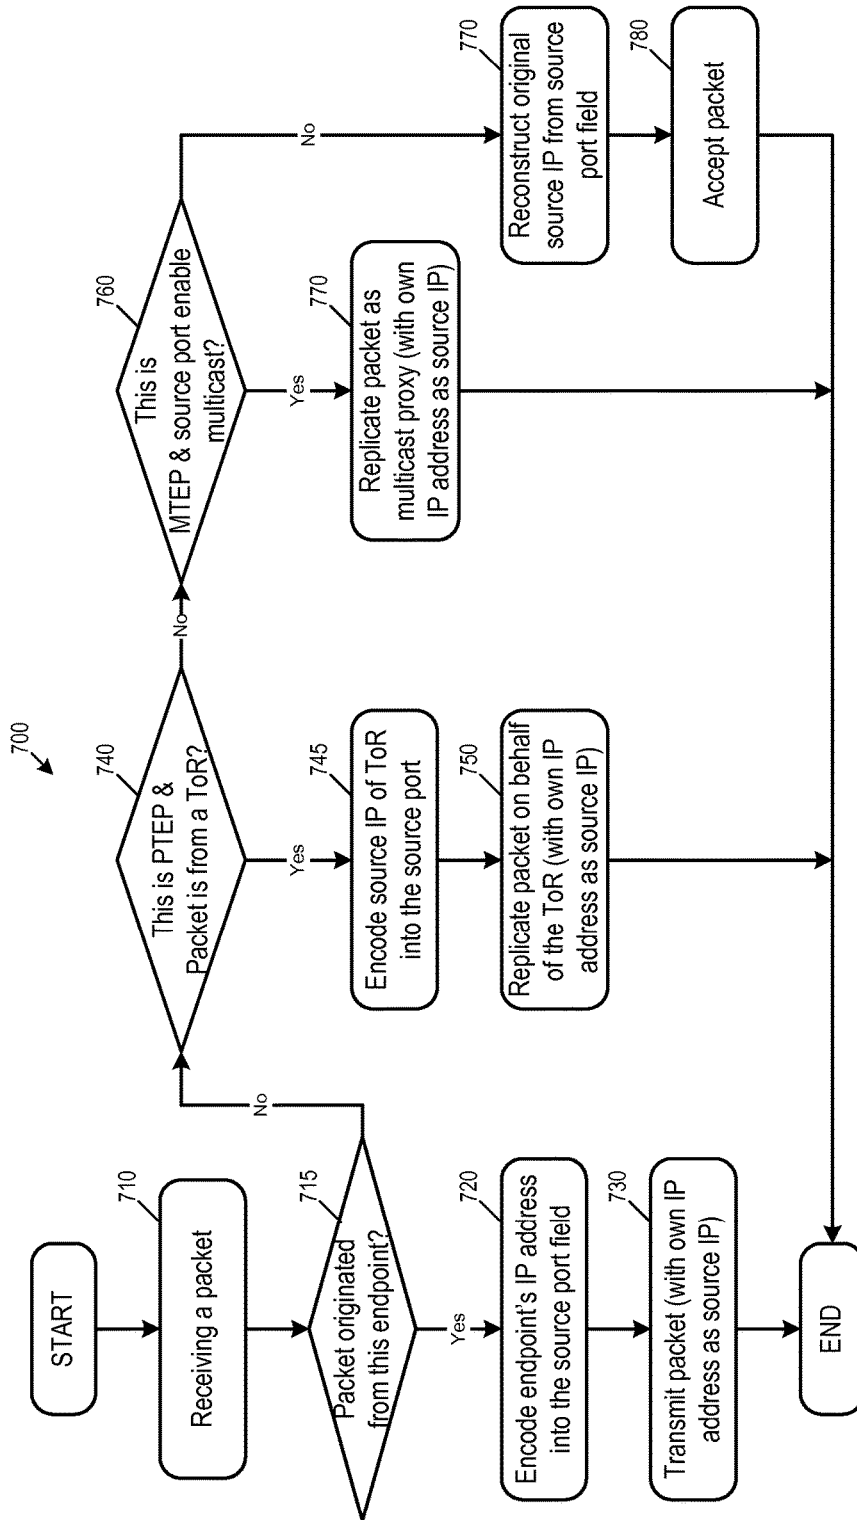 700
START
710
Receiving a packet
715
Packet originated
from this endpoint?
Yes
No
720
Encode endpoint's IP address
into the source port field
730
Transmit packet (with own IP
address as source IP)
END
740
This is PTEP &
Packet is from a ToR?
Yes
No
745
Encode source IP of ToR
into the source port
750
Replicate packet on behalf
of the ToR (with own IP
address as source IP)
760
This is
MTEP & source port enable
multicast?
Yes
No
770
Replicate packet as
multicast proxy (with own
IP address as source IP)
770
Reconstruct original
source IP from source
port field
780
Accept packet